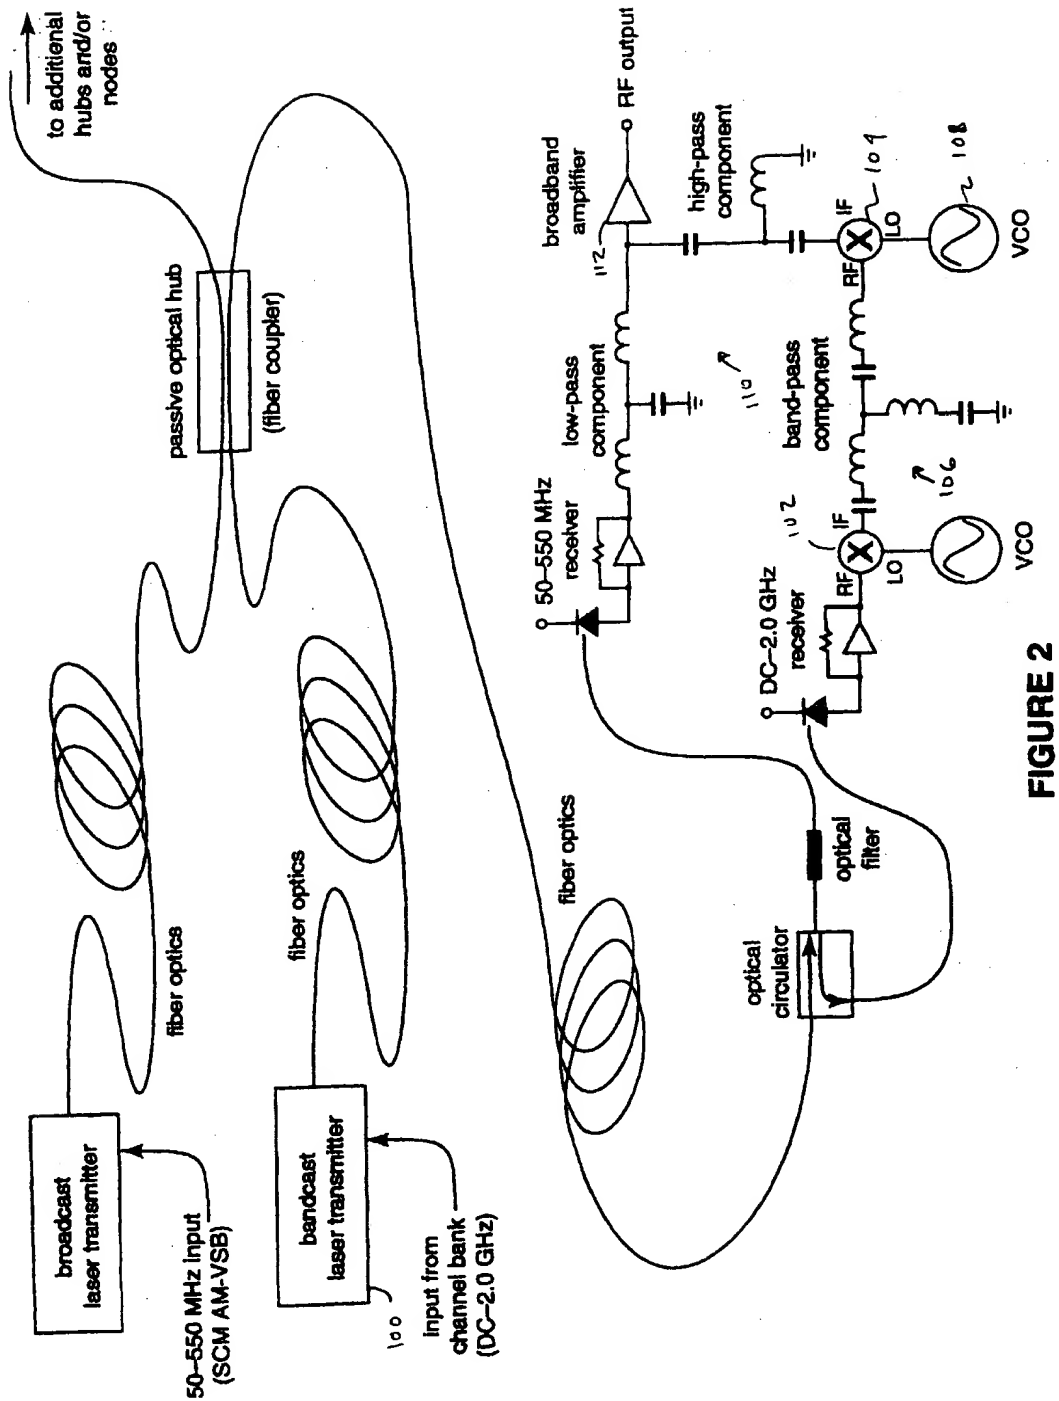 to additional
hubs and/or
nodes
passive optical hub
(fiber coupler)
fiber optics
broadcast
laser transmitter
50–550 MHz input
(SCM AM-VSB)
fiber optics
bandcast
laser transmitter
100
input from
channel bank
(DC–2.0 GHz)
fiber optics
optical
circulator
optical
filter
50–550 MHz
receiver
low-pass
component
broadband
amplifier
112
RF output
high-pass
component
110
DC–2.0 GHz
receiver
102
RF
IF
LO
VCO
106
band-pass
component
RF
IF
LO
104
108
VCO
FIGURE 2